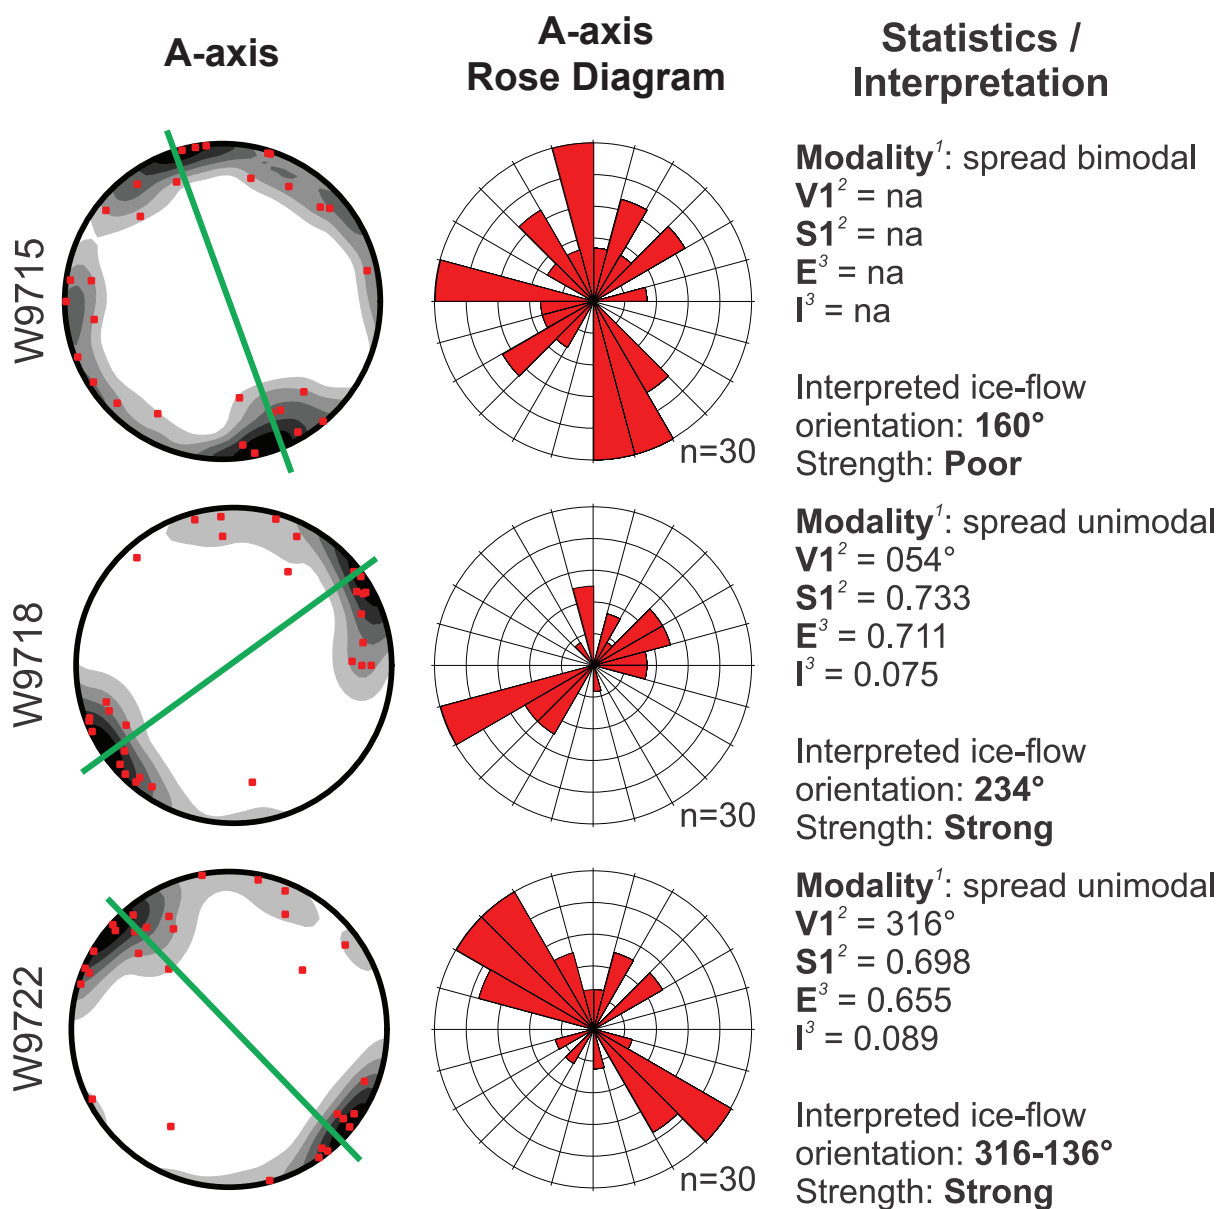 A-axis
A-axis
Rose Diagram
Statistics /
Interpretation
W9715
n=30
Modality¹: spread bimodal
V1² = na
S1² = na
E³ = na
I³ = na
Interpreted ice-flow
orientation: 160°
Strength: Poor
W9718
n=30
Modality¹: spread unimodal
V1² = 054°
S1² = 0.733
E³ = 0.711
I³ = 0.075
Interpreted ice-flow
orientation: 234°
Strength: Strong
W9722
n=30
Modality¹: spread unimodal
V1² = 316°
S1² = 0.698
E³ = 0.655
I³ = 0.089
Interpreted ice-flow
orientation: 316-136°
Strength: Strong